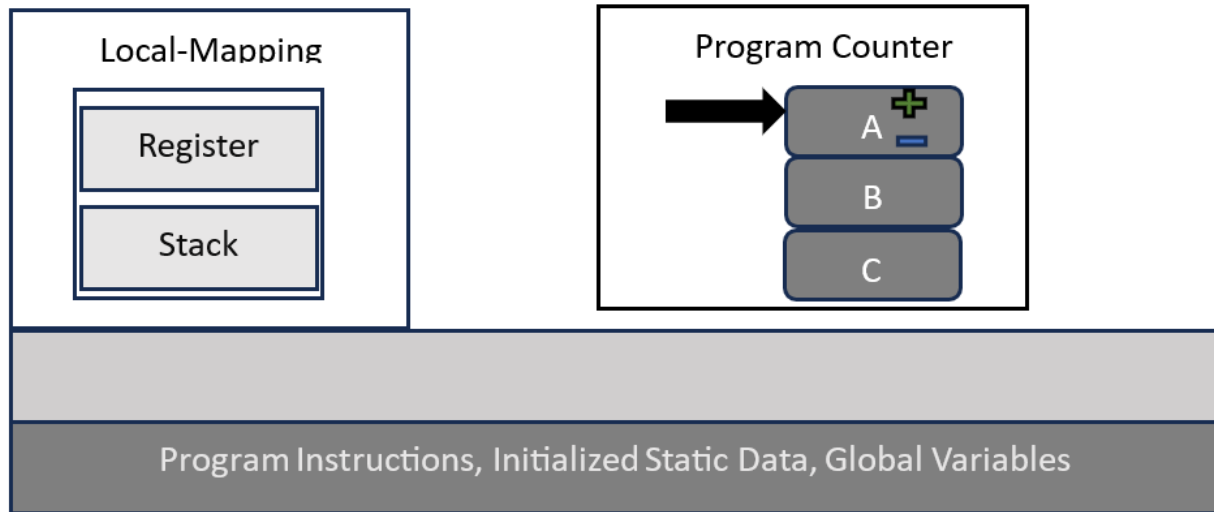 Local-Mapping
Register
Stack
Program Counter
A
B
C
Program Instructions, Initialized Static Data, Global Variables